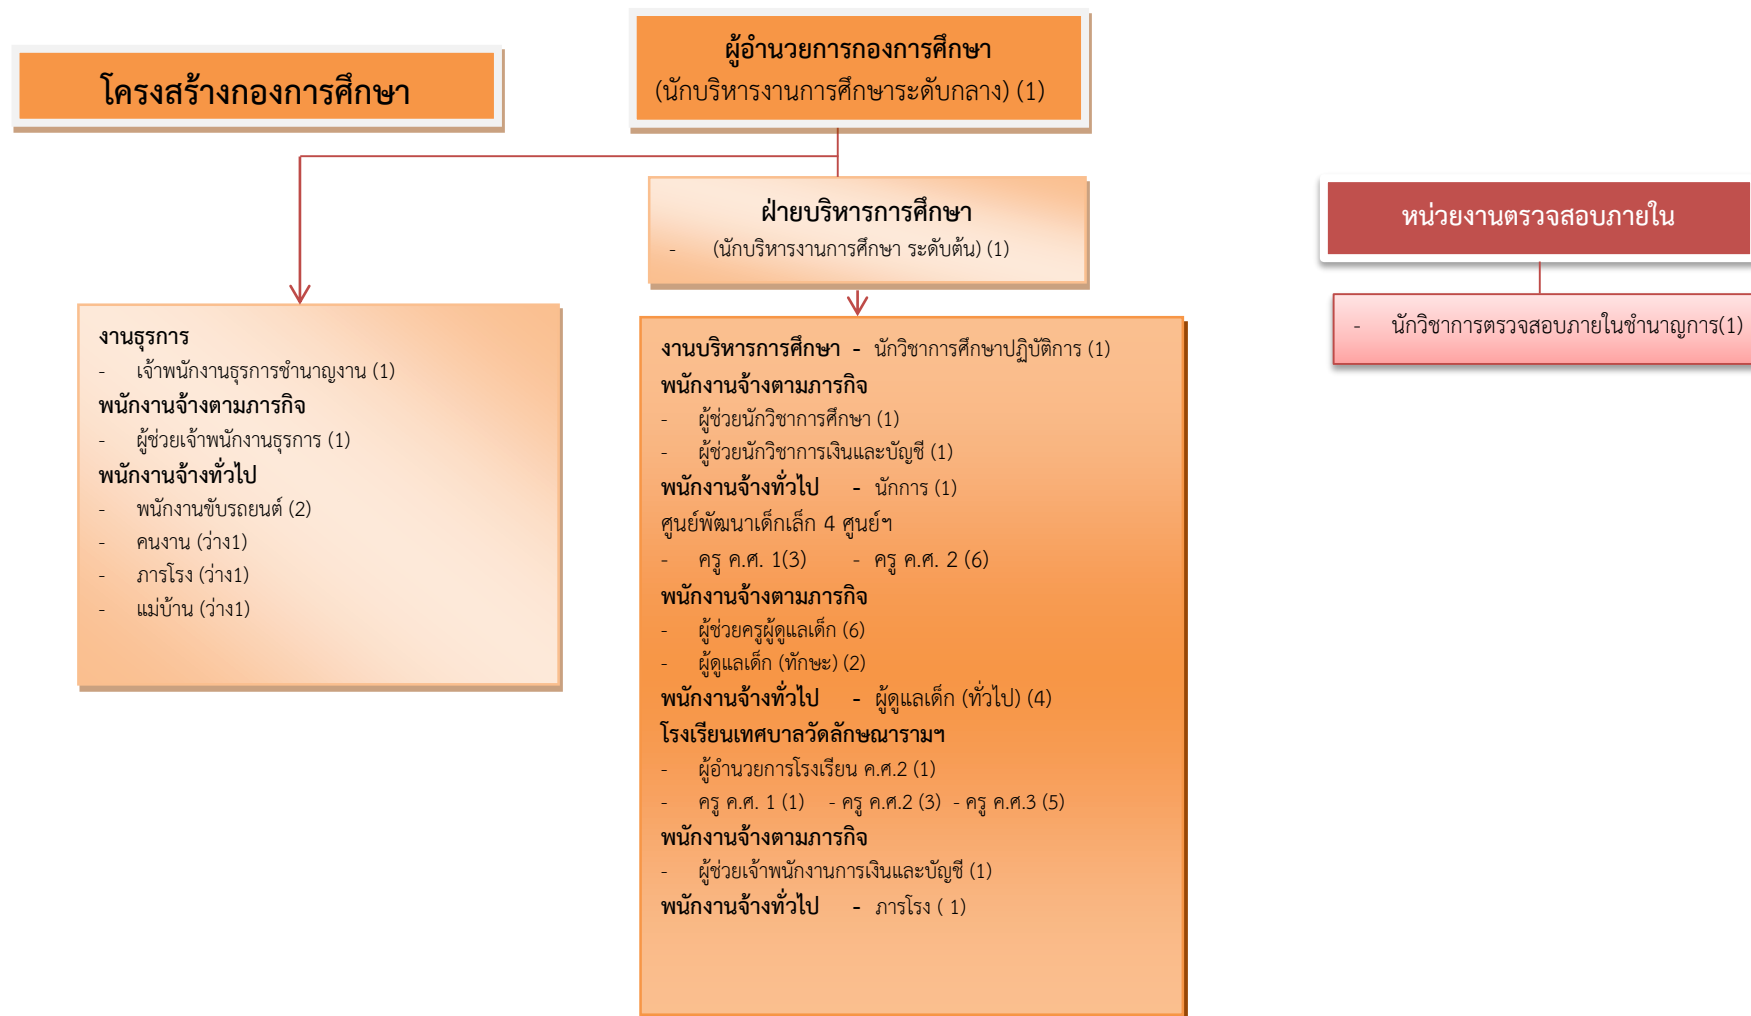 โครงสร้างกองการศึกษา
ผู้อำนวยการกองการศึกษา
(นักบริหารงานการศึกษาระดับกลาง) (1)
ฝ่ายบริหารการศึกษา
- (นักบริหารงานการศึกษา ระดับต้น) (1)
หน่วยงานตรวจสอบภายใน
- นักวิชาการตรวจสอบภายในชำนาญการ(1)
งานธุรการ
- เจ้าพนักงานธุรการชำนาญงาน (1)
พนักงานจ้างตามภารกิจ
- ผู้ช่วยเจ้าพนักงานธุรการ (1)
พนักงานจ้างทั่วไป
- พนักงานขับรถยนต์ (2)
- คนงาน (ว่าง1)
- ภารโรง (ว่าง1)
- แม่บ้าน (ว่าง1)
งานบริหารการศึกษา - นักวิชาการศึกษาปฏิบัติการ (1)
พนักงานจ้างตามภารกิจ
- ผู้ช่วยนักวิชาการศึกษา (1)
- ผู้ช่วยนักวิชาการเงินและบัญชี (1)
พนักงานจ้างทั่วไป - นักการ (1)
ศูนย์พัฒนาเด็กเล็ก 4 ศูนย์ฯ
- ครู ค.ศ. 1(3) - ครู ค.ศ. 2 (6)
พนักงานจ้างตามภารกิจ
- ผู้ช่วยครูผู้ดูแลเด็ก (6)
- ผู้ดูแลเด็ก (ทักษะ) (2)
พนักงานจ้างทั่วไป - ผู้ดูแลเด็ก (ทั่วไป) (4)
โรงเรียนเทศบาลวัดลักษณารามฯ
- ผู้อำนวยการโรงเรียน ค.ศ.2 (1)
- ครู ค.ศ. 1 (1) - ครู ค.ศ.2 (3) - ครู ค.ศ.3 (5)
พนักงานจ้างตามภารกิจ
- ผู้ช่วยเจ้าพนักงานการเงินและบัญชี (1)
พนักงานจ้างทั่วไป - ภารโรง ( 1)